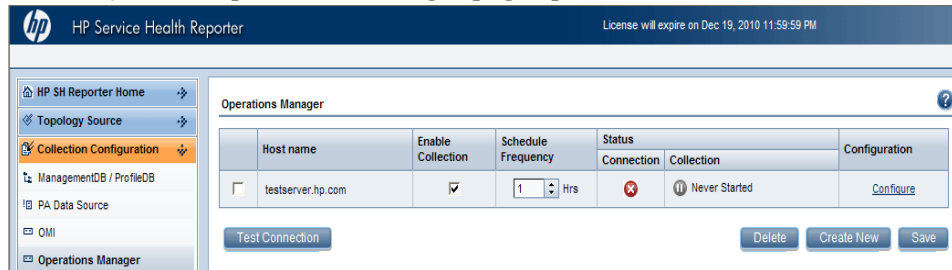 hp HP Service Health Reporter License will expire on Dec 19, 2010 11:59:59 PM
HP SH Reporter Home
Topology Source
Collection Configuration
ManagementDB / ProfileDB
PA Data Source
OMI
Operations Manager
Operations Manager ?
Host name Enable Collection Schedule Frequency Status Configuration
Connection Collection
testserver.hp.com 1 Hrs Never Started Configure
Test Connection Delete Create New Save